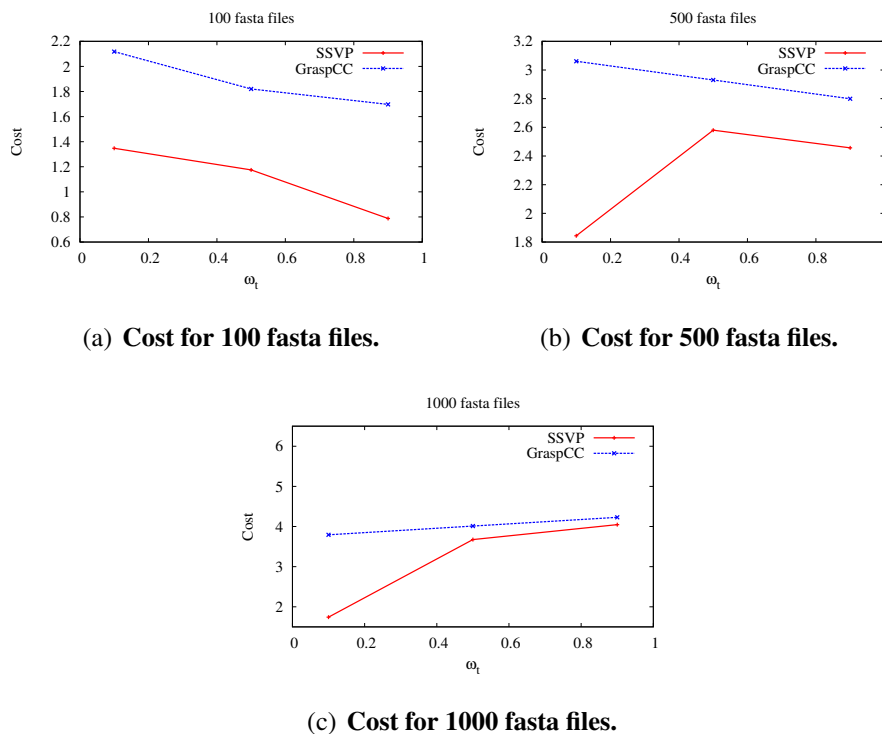 100 fasta files
SSVP
GraspCC
2.2
2
1.8
1.6
1.4
1.2
1
0.8
0.6
Cost
0 0.2 0.4 0.6 0.8 1
ωt
(a) Cost for 100 fasta files.
500 fasta files
SSVP
GraspCC
3.2
3
2.8
2.6
2.4
2.2
2
1.8
Cost
0 0.2 0.4 0.6 0.8
ωt
(b) Cost for 500 fasta files.
1000 fasta files
SSVP
GraspCC
6
5
4
3
2
Cost
0 0.2 0.4 0.6 0.8 1
ωt
(c) Cost for 1000 fasta files.